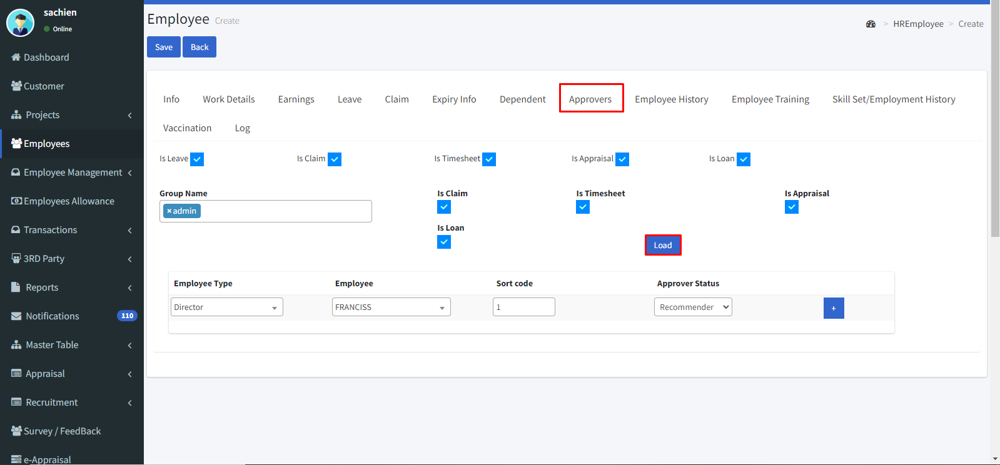 sachien
Online
Dashboard
Customer
Projects
Employees
Employee Management
Employees Allowance
Transactions
3RD Party
Reports
Notifications 110
Master Table
Appraisal
Recruitment
Survey / FeedBack
e-Appraisal
Employee Create
> HREmployee > Create
Save Back
Info Work Details Earnings Leave Claim Expiry Info Dependent Approvers Employee History Employee Training Skill Set/Employment History
Vaccination Log
Is Leave Is Claim Is Timesheet Is Appraisal Is Loan
Group Name Is Claim Is Timesheet Is Appraisal
×admin
Is Loan
Load
Employee Type Employee Sort code Approver Status
Director FRANCISS 1 Recommender +